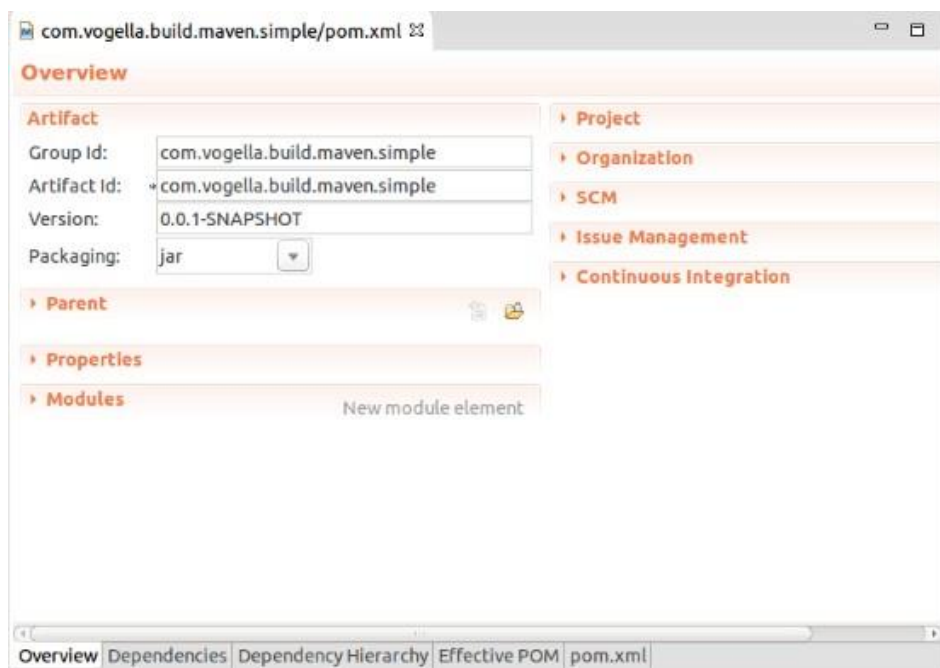 com.vogella.build.maven.simple/pom.xml
Overview
Artifact
Group Id: com.vogella.build.maven.simple
Artifact Id: com.vogella.build.maven.simple
Version: 0.0.1-SNAPSHOT
Packaging: jar
Parent
Properties
Modules
New module element
Project
Organization
SCM
Issue Management
Continuous Integration
Overview Dependencies Dependency Hierarchy Effective POM pom.xml